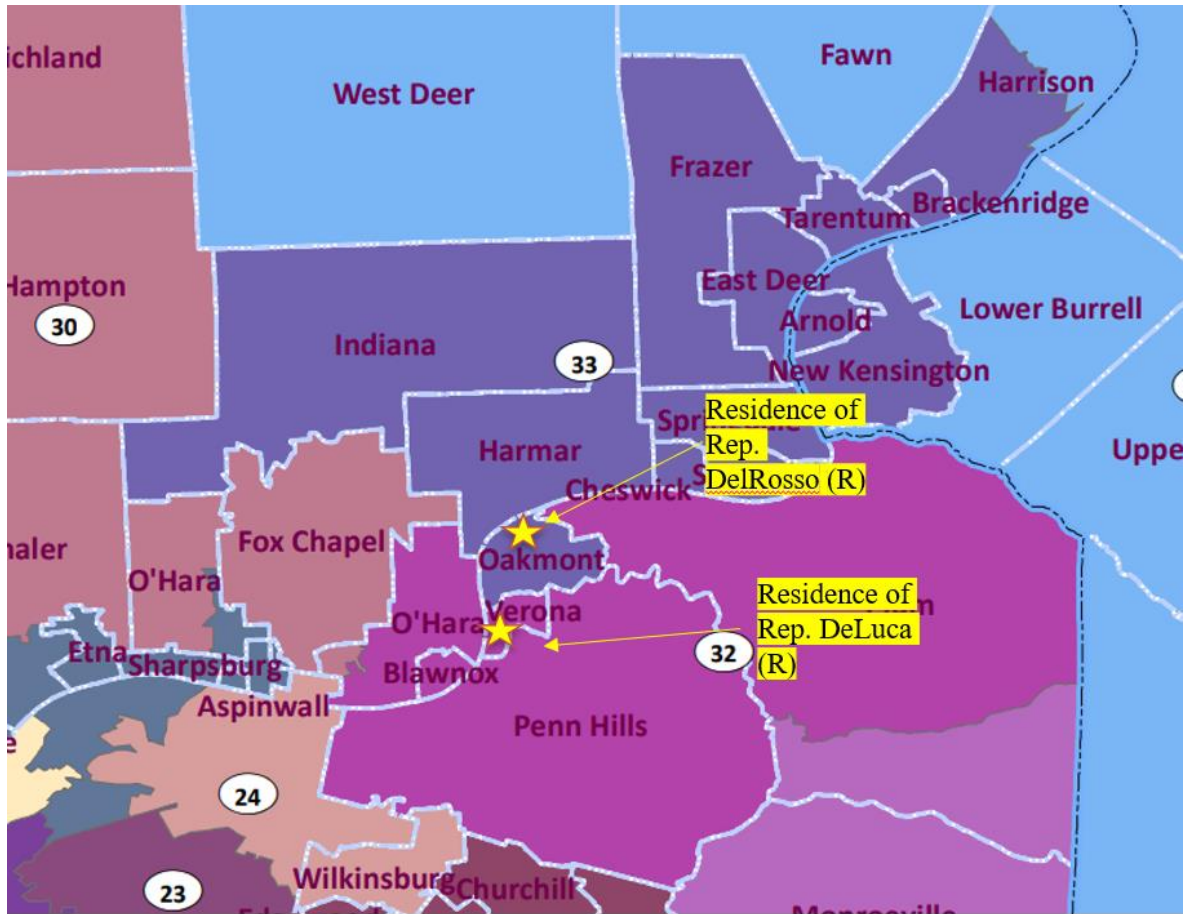 ichland
West Deer
Fawn
Harrison
Frazer
Brackenridge
Tarentum
Hampton
30
East Deer
Lower Burrell
Arnold
Indiana
33
New Kensington
Residence of
Rep.
DelRosso (R)
Harmar
Cheswick
Uppe
Fox Chapel
haler
O'Hara
Oakmont
Residence of
Rep. DeLuca
(R)
Verona
O'Hara
32
Etna
Sharpsburg
Blawnox
Aspinwall
Penn Hills
e
24
23
Wilkinsburg
Churchill